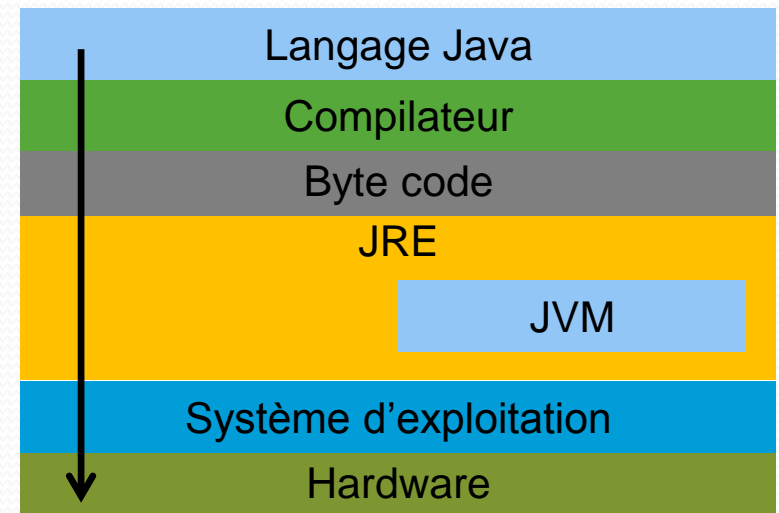 Langage Java
Compilateur
Byte code
JRE
JVM
Système d’exploitation
Hardware